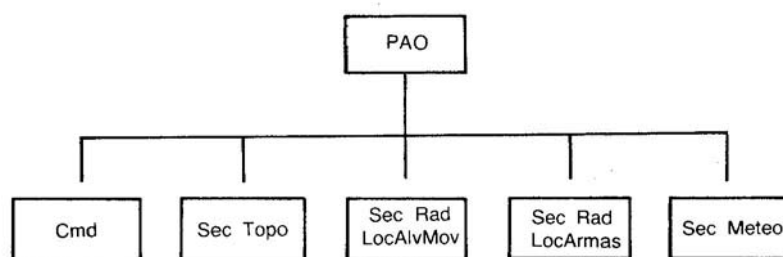 PAO
Cmd
Sec Topo
Sec Rad
LocAlvMov
Sec Rad
LocArmas
Sec Meteo